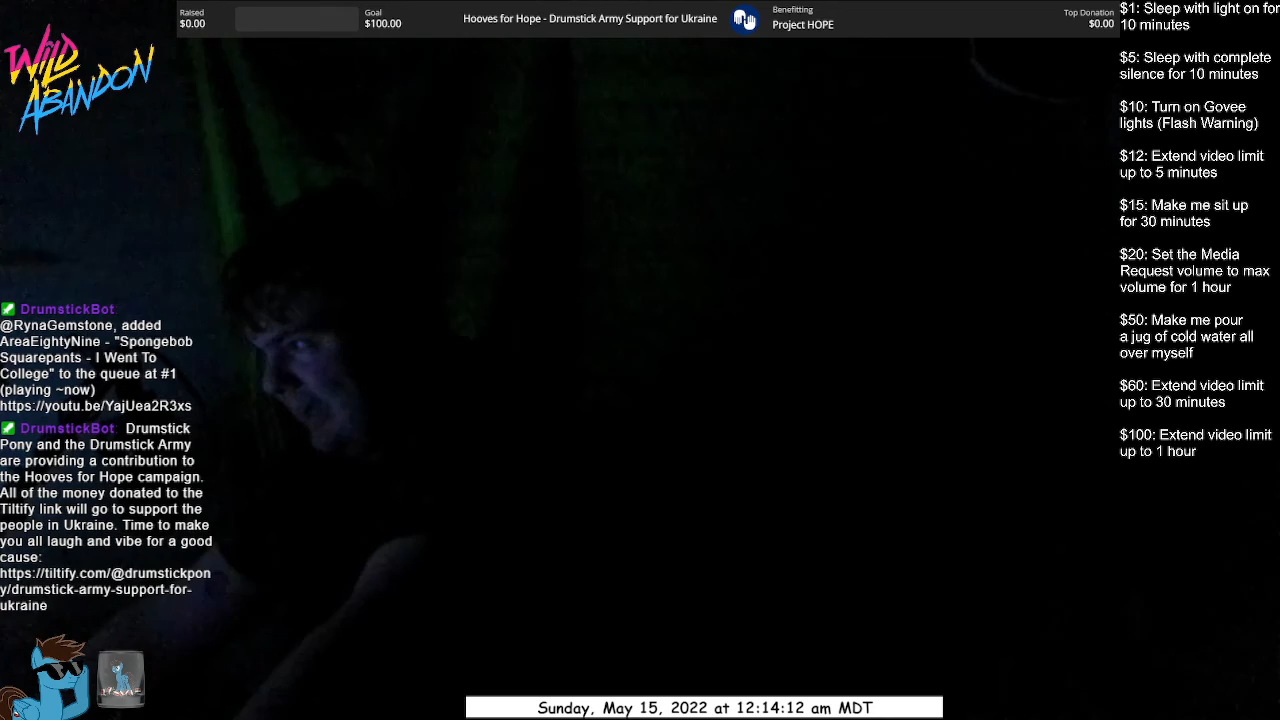 Raised
$0.00
Goal
$100.00
Hooves for Hope - Drumstick Army Support for Ukraine
Benefitting
Project HOPE
Top Donation
$0.00
WILD
ABANDON
$1: Sleep with light on for
10 minutes
$5: Sleep with complete
silence for 10 minutes
$10: Turn on Govee
lights (Flash Warning)
$12: Extend video limit
up to 5 minutes
$15: Make me sit up
for 30 minutes
$20: Set the Media
Request volume to max
volume for 1 hour
$50: Make me pour
a jug of cold water all
over myself
$60: Extend video limit
up to 30 minutes
$100: Extend video limit
up to 1 hour
DrumstickBot
@RynaGemstone, added
AreaEightyNine - "Spongebob
Squarepants - I Went To
College" to the queue at #1
(playing ~now)
https://youtu.be/YajUea2R3xs
DrumstickBot: Drumstick
Pony and the Drumstick Army
are providing a contribution to
the Hooves for Hope campaign.
All of the money donated to the
Tiltify link will go to support the
people in Ukraine. Time to make
you all laugh and vibe for a good
cause:
https://tiltify.com/@drumstickpon
y/drumstick-army-support-for-
ukraine
Sunday, May 15, 2022 at 12:14:12 am MDT